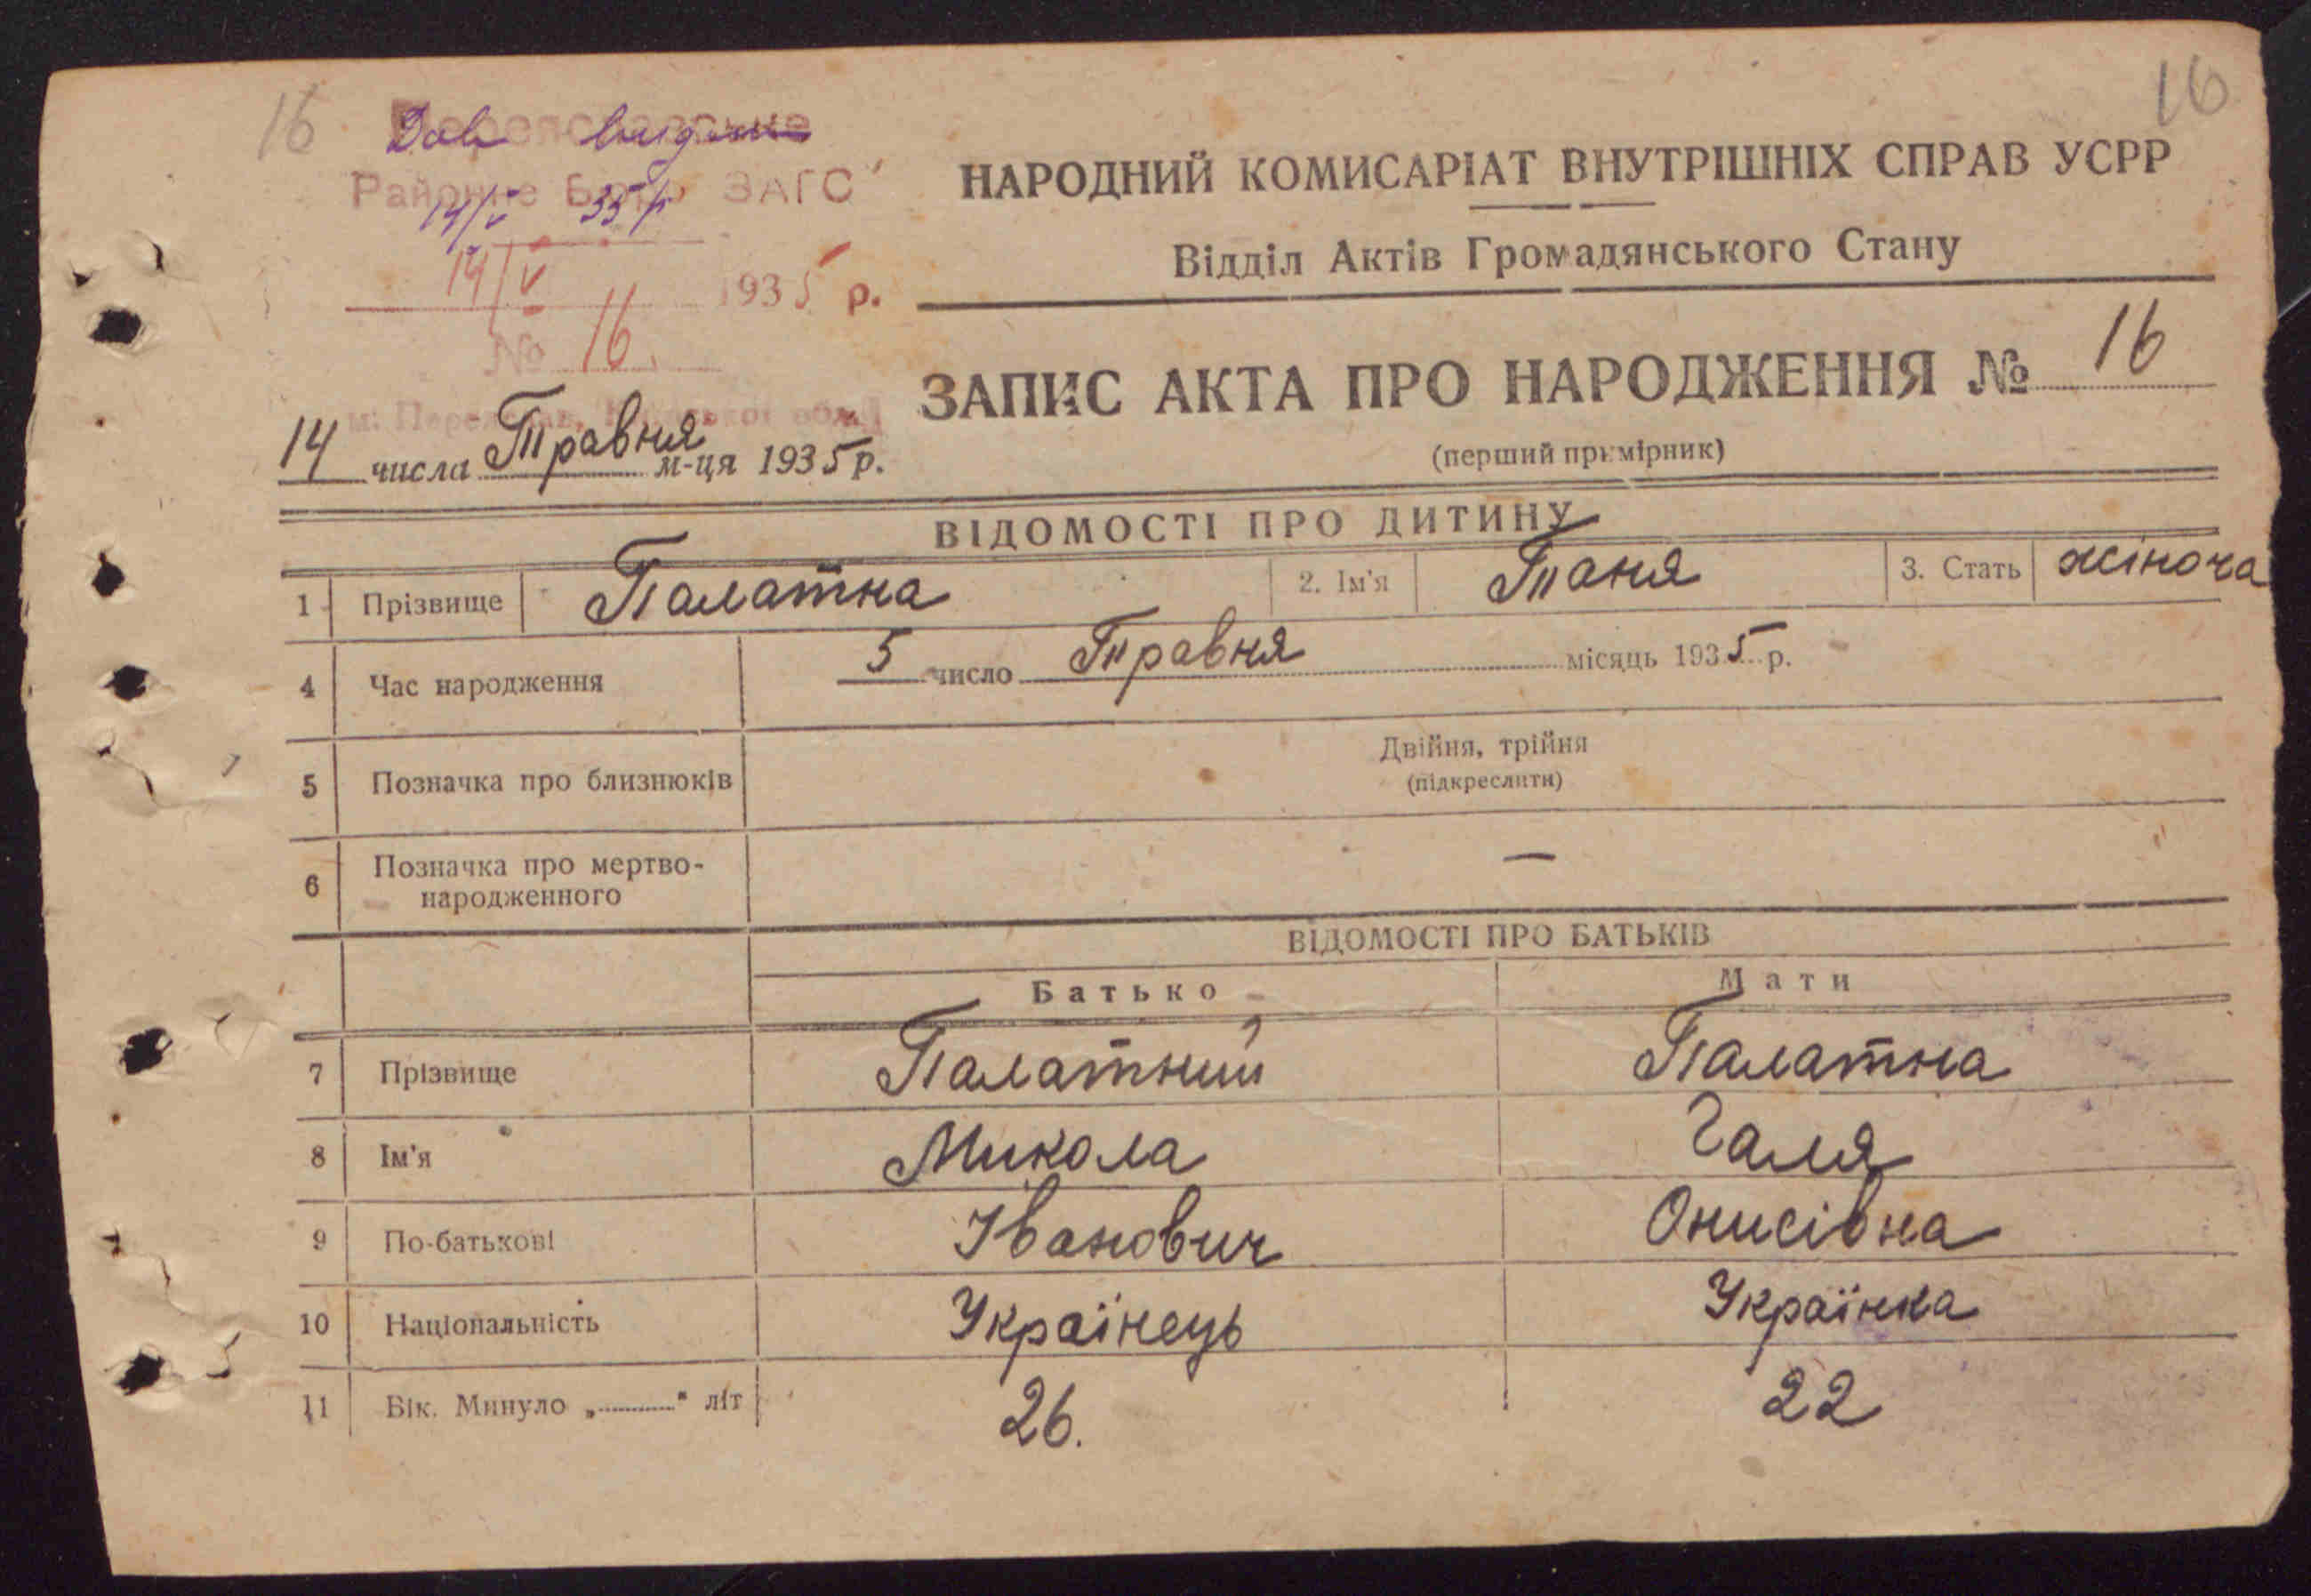 16
16
Районне Бюро ЗАГС
14/V 35 р
14/V 1935 р.
№ 16
НАРОДНИЙ КОМИСАРІАТ ВНУТРІШНІХ СПРАВ УСРР
Відділ Актів Громадянського Стану
ЗАПИС АКТА ПРО НАРОДЖЕННЯ № 16
(перший примірник)
14 числа Травня м-ця 1935 р.
ВІДОМОСТІ ПРО ДИТИНУ
1 Прізвище Палатна 2. Ім'я Таня 3. Стать жіноча
4 Час народження 5 число Травня місяць 1935 р.
Двійня, трійня
5 Позначка про близнюків (підкреслити)
6 Позначка про мертво-
народженного —
ВІДОМОСТІ ПРО БАТЬКІВ
Батько Мати
7 Прізвище Палатний Палатна
8 Ім'я Микола Галя
9 По-батькові Іванович Онисівна
10 Національність Українець Українка
11 Вік. Минуло „ “ літ 26. 22